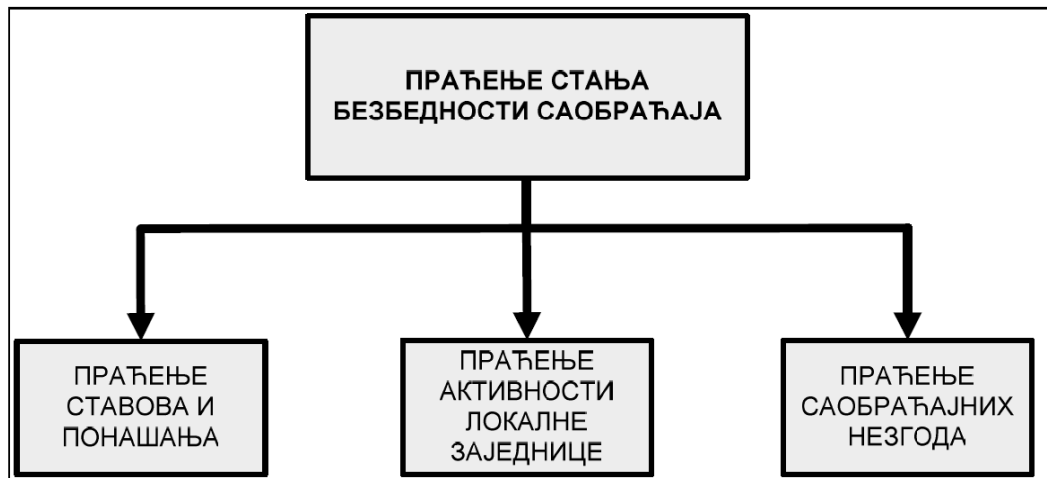 ПРАЋЕЊЕ СТАЊА
БЕЗБЕДНОСТИ САОБРАЋАЈА
ПРАЋЕЊЕ
СТАВОВА И
ПОНАШАЊА
ПРАЋЕЊЕ
АКТИВНОСТИ
ЛОКАЛНЕ
ЗАЈЕДНИЦЕ
ПРАЋЕЊЕ
САОБРАЋАЈНИХ
НЕЗГОДА